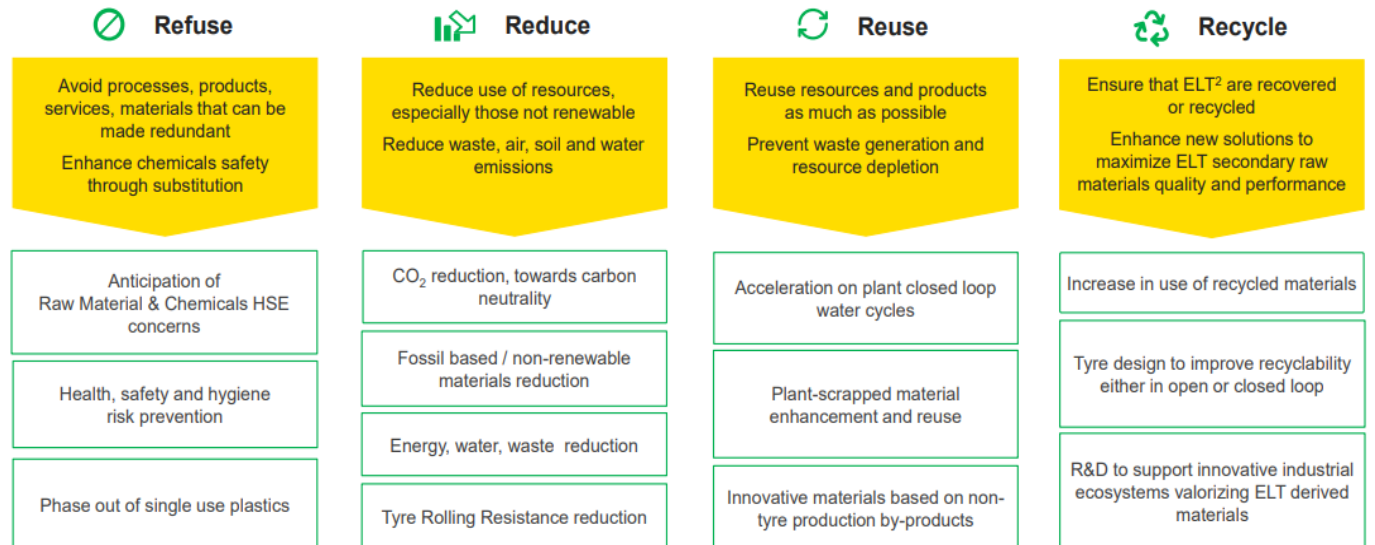 Refuse
Avoid processes, products,
services, materials that can be
made redundant
Enhance chemicals safety
through substitution
Anticipation of
Raw Material & Chemicals HSE
concerns
Health, safety and hygiene
risk prevention
Phase out of single use plastics
Reduce
Reduce use of resources,
especially those not renewable
Reduce waste, air, soil and water
emissions
CO₂ reduction, towards carbon
neutrality
Fossil based / non-renewable
materials reduction
Energy, water, waste reduction
Tyre Rolling Resistance reduction
Reuse
Reuse resources and products
as much as possible
Prevent waste generation and
resource depletion
Acceleration on plant closed loop
water cycles
Plant-scrapped material
enhancement and reuse
Innovative materials based on non-
tyre production by-products
Recycle
Ensure that ELT² are recovered
or recycled
Enhance new solutions to
maximize ELT secondary raw
materials quality and performance
Increase in use of recycled materials
Tyre design to improve recyclability
either in open or closed loop
R&D to support innovative industrial
ecosystems valorizing ELT derived
materials